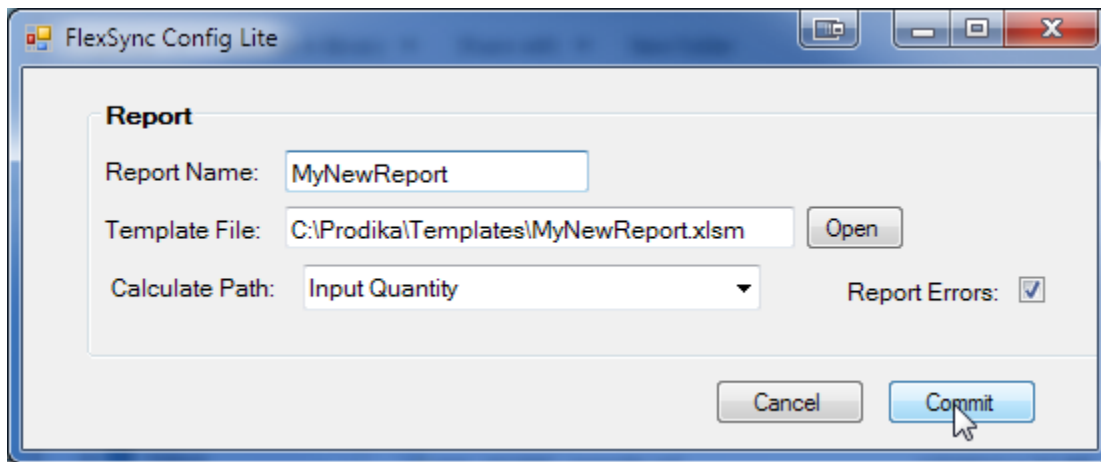 FlexSync Config Lite
Report
Report Name: MyNewReport
Template File: C:\Prodika\Templates\MyNewReport.xlsm Open
Calculate Path: Input Quantity Report Errors:
Cancel Commit